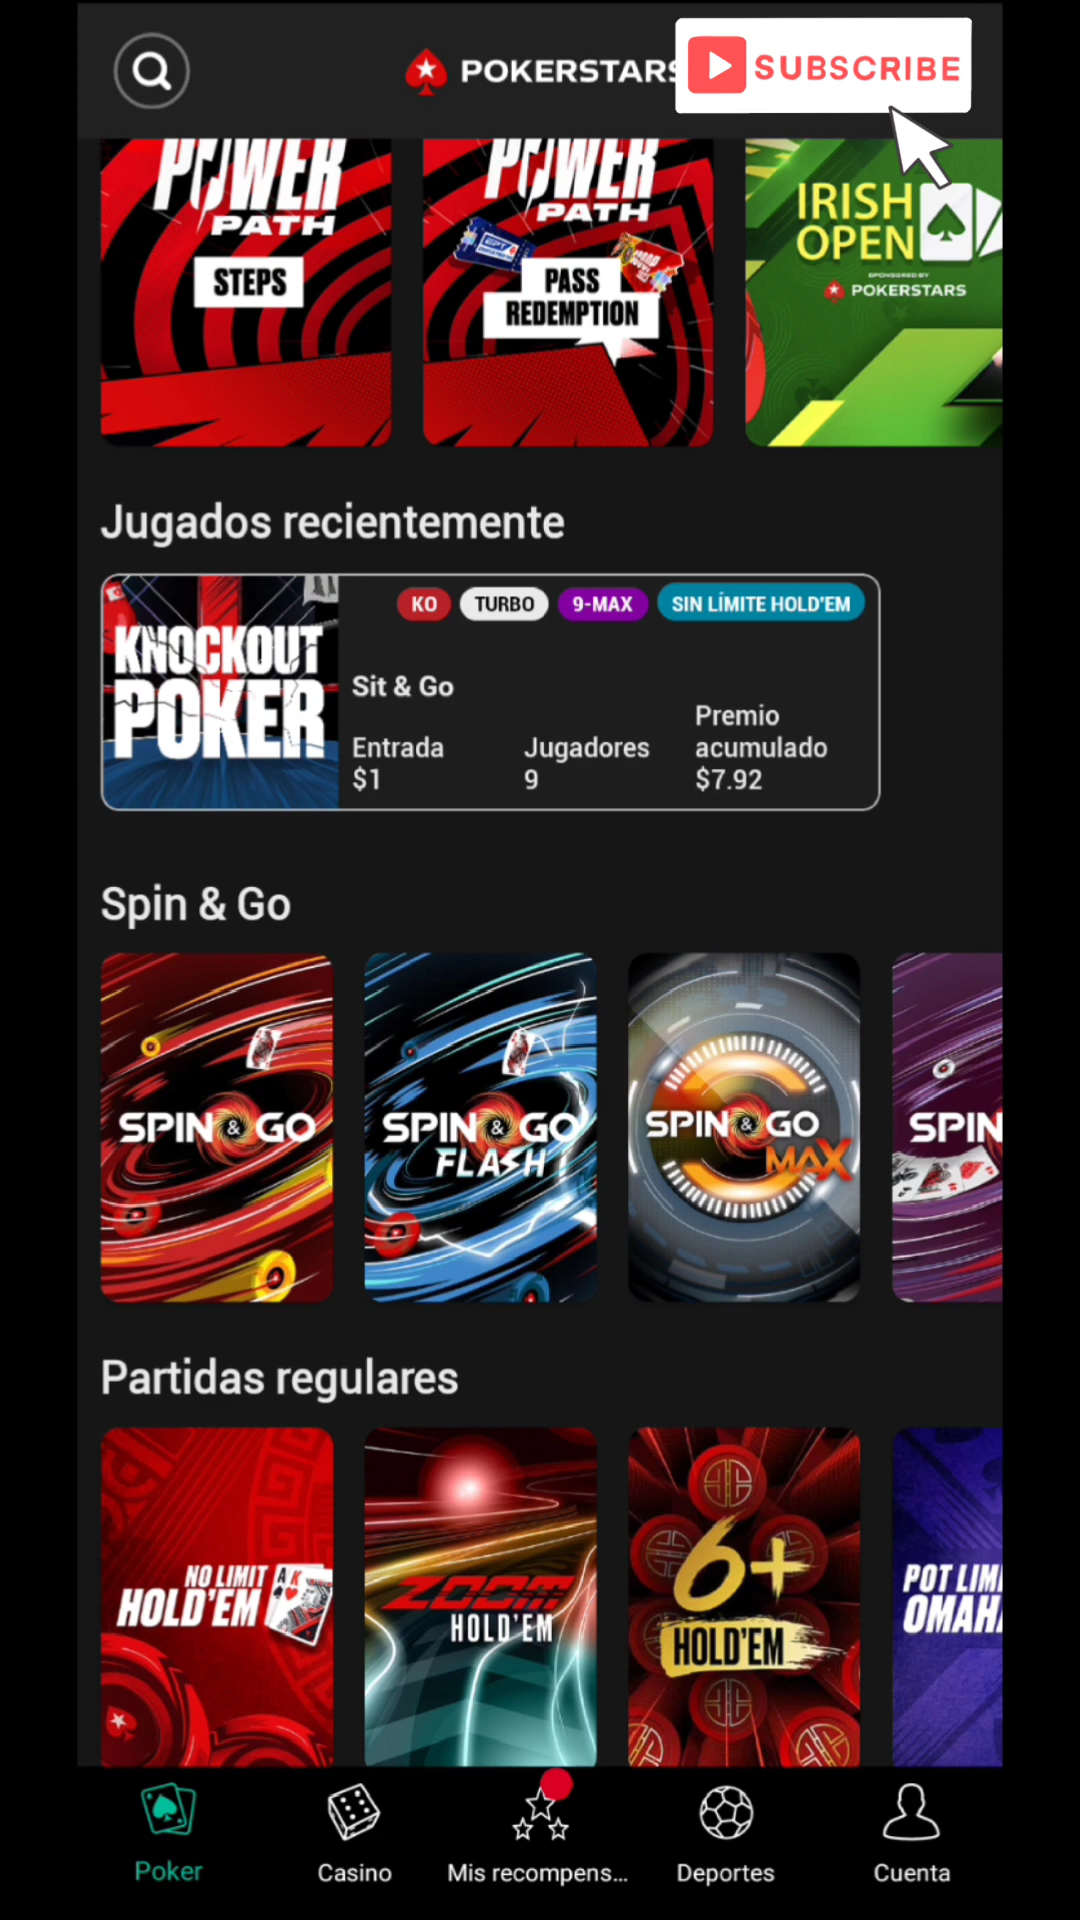 POKERSTARS
SUBSCRIBE
POWER
PATH
STEPS
POWER
PATH
PASS
REDEMPTION
IRISH
OPEN
SPONSORED BY
POKERSTARS
Jugados recientemente
KNOCKOUT
POKER
KO TURBO 9-MAX SIN LÍMITE HOLD'EM
Sit & Go
Entrada
$1
Jugadores
9
Premio
acumulado
$7.92
Spin & Go
SPIN & GO
SPIN & GO
FLASH
SPIN & GO
MAX
SPIN
Partidas regulares
NO LIMIT
HOLD'EM
A K
ZOOM
HOLD'EM
6+
HOLD'EM
POT LIMI
OMAHA
Poker
Casino
Mis recompens...
Deportes
Cuenta